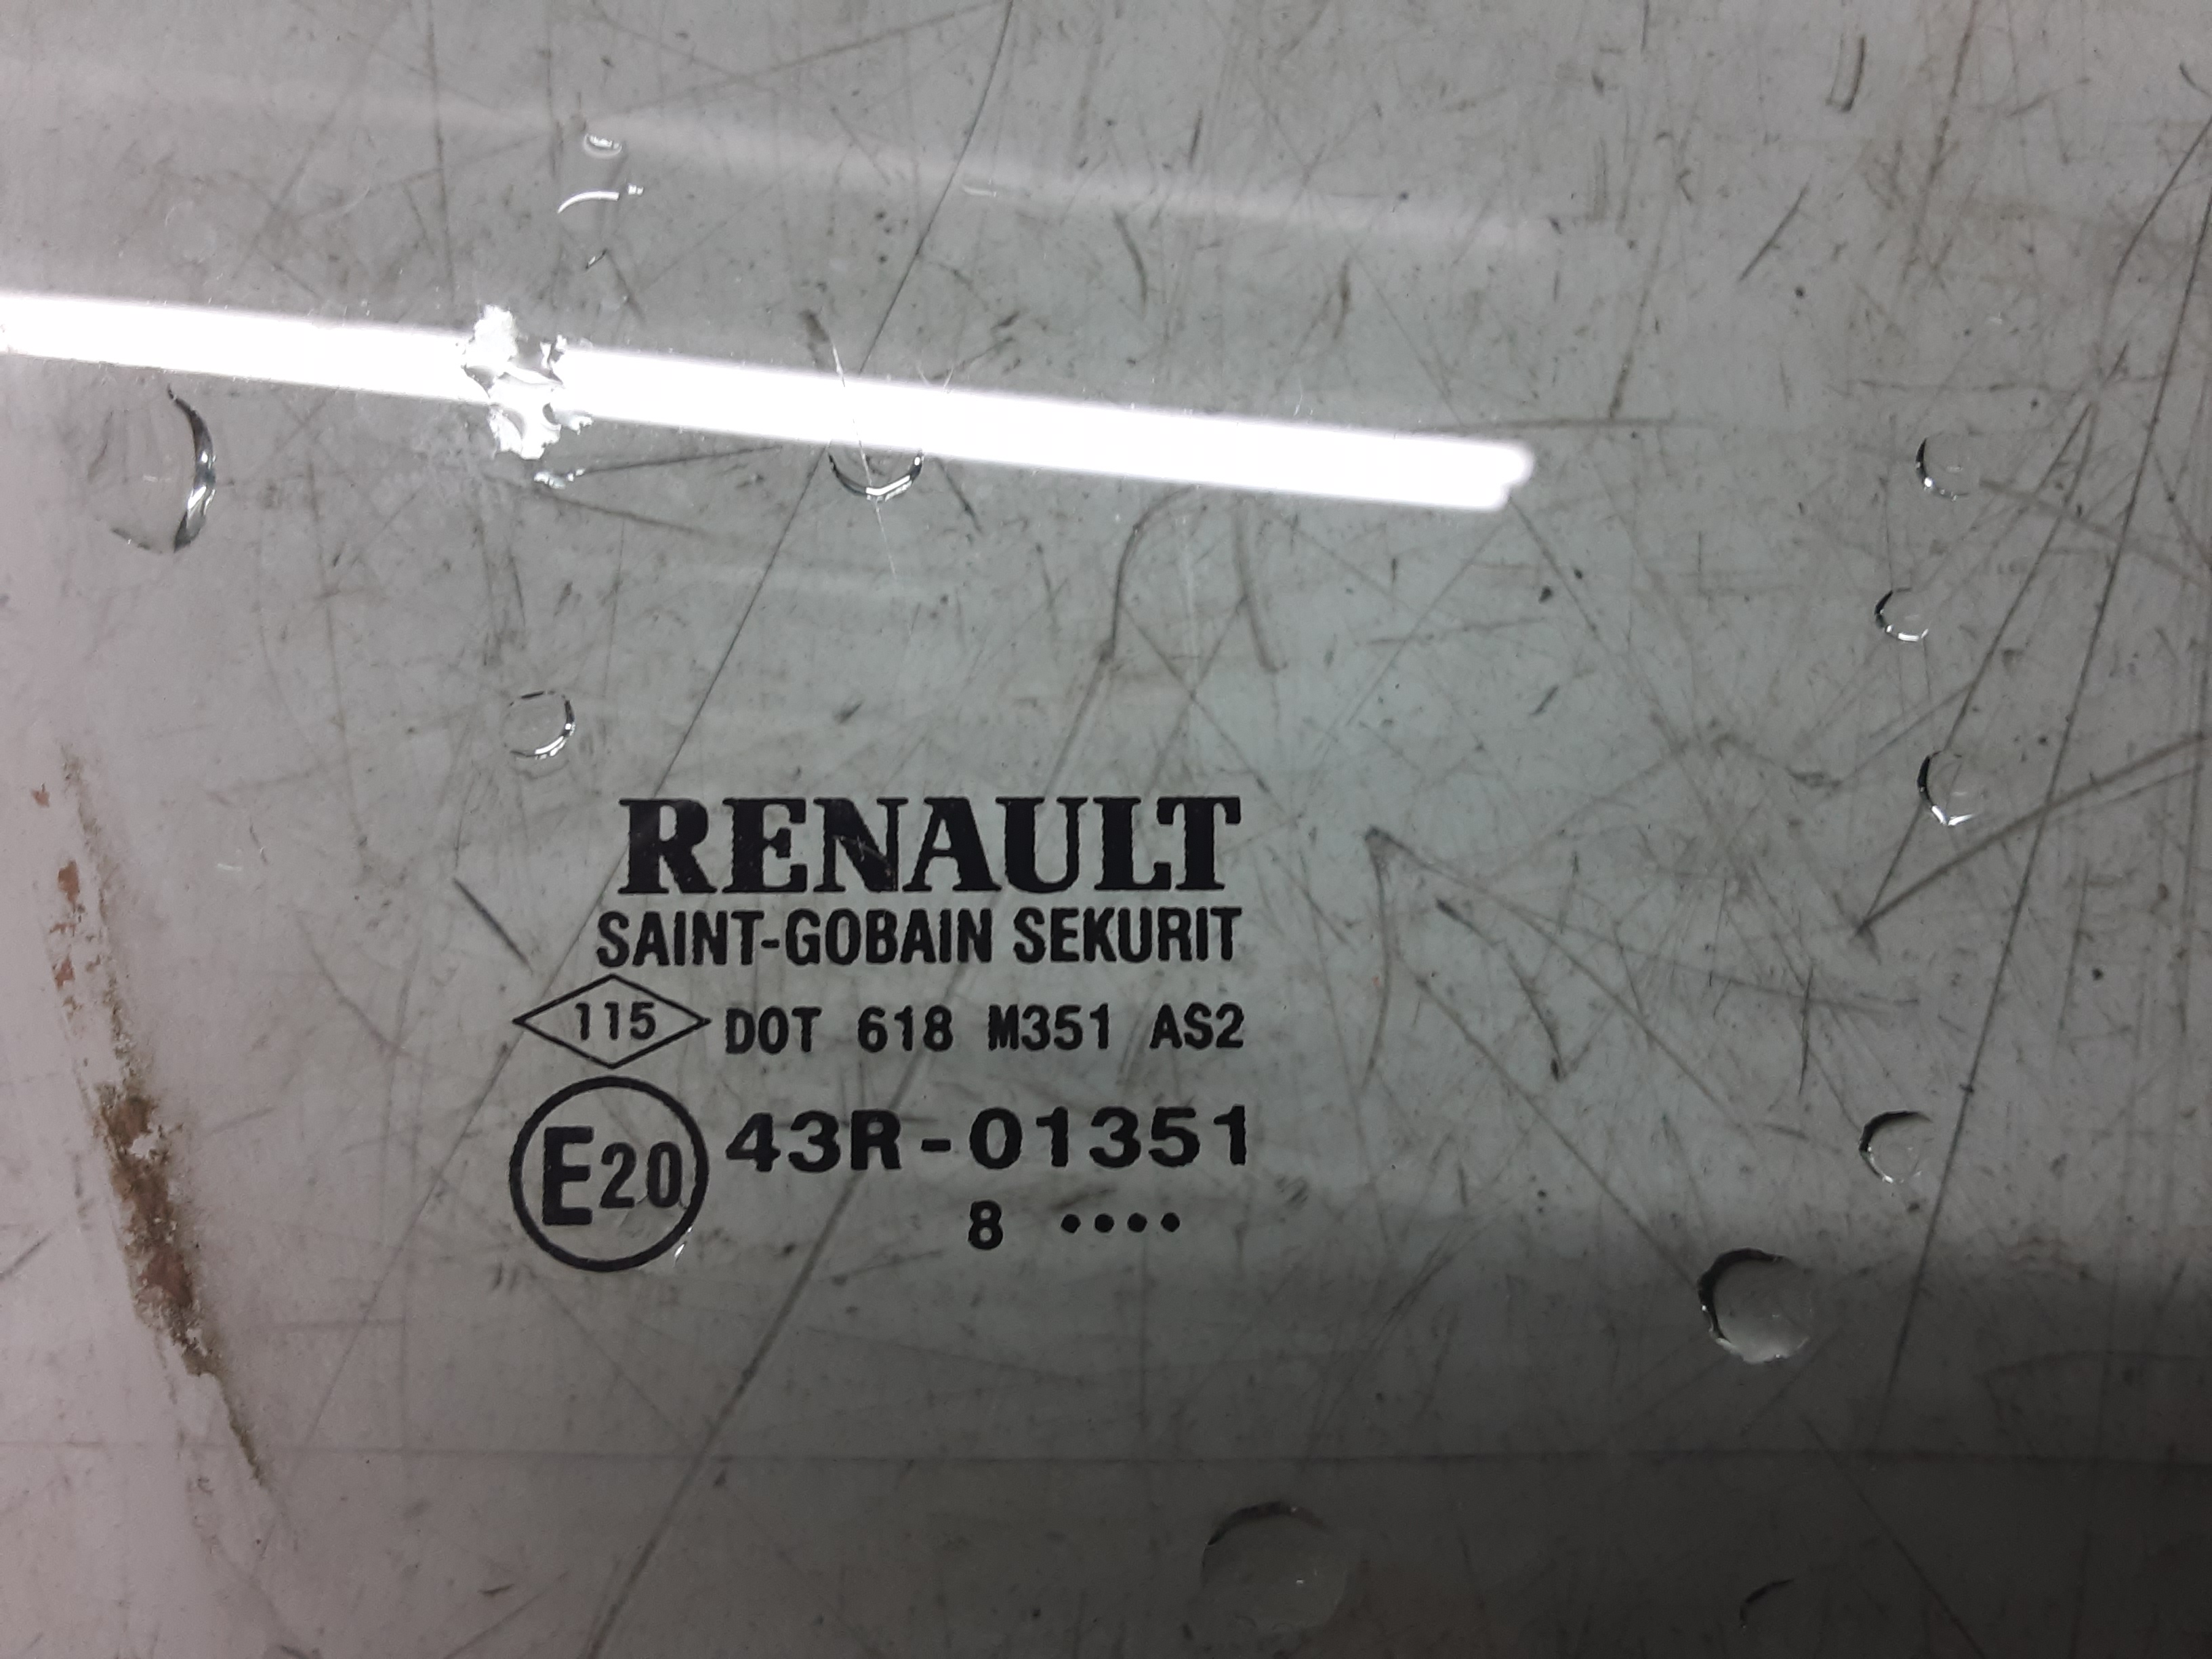 RENAULT
SAINT-GOBAIN SEKURIT
115 DOT 618 M351 AS2
E20 43R-01351
8 ••••